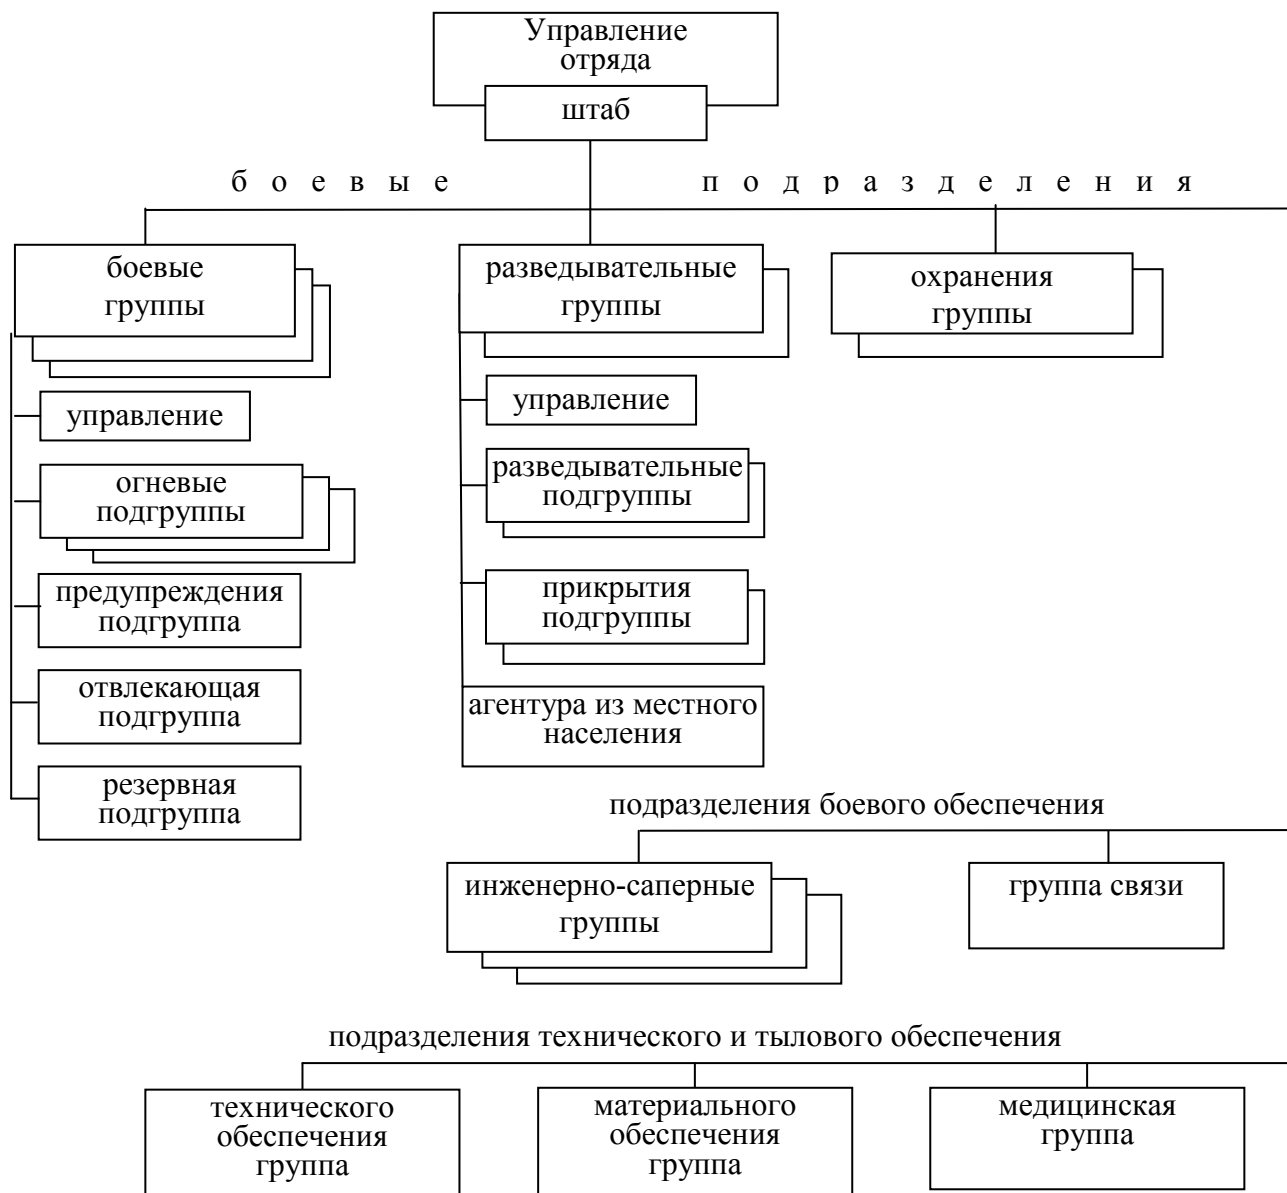 Управление
отряда
штаб
боевые подразделения
боевые
группы
разведывательные
группы
охранения
группы
управление
огневые
подгруппы
предупреждения
подгруппа
отвлекающая
подгруппа
резервная
подгруппа
управление
разведывательные
подгруппы
прикрытия
подгруппы
агентура из местного
населения
подразделения боевого обеспечения
инженерно-саперные
группы
группа связи
подразделения технического и тылового обеспечения
технического
обеспечения
группа
материального
обеспечения
группа
медицинская
группа